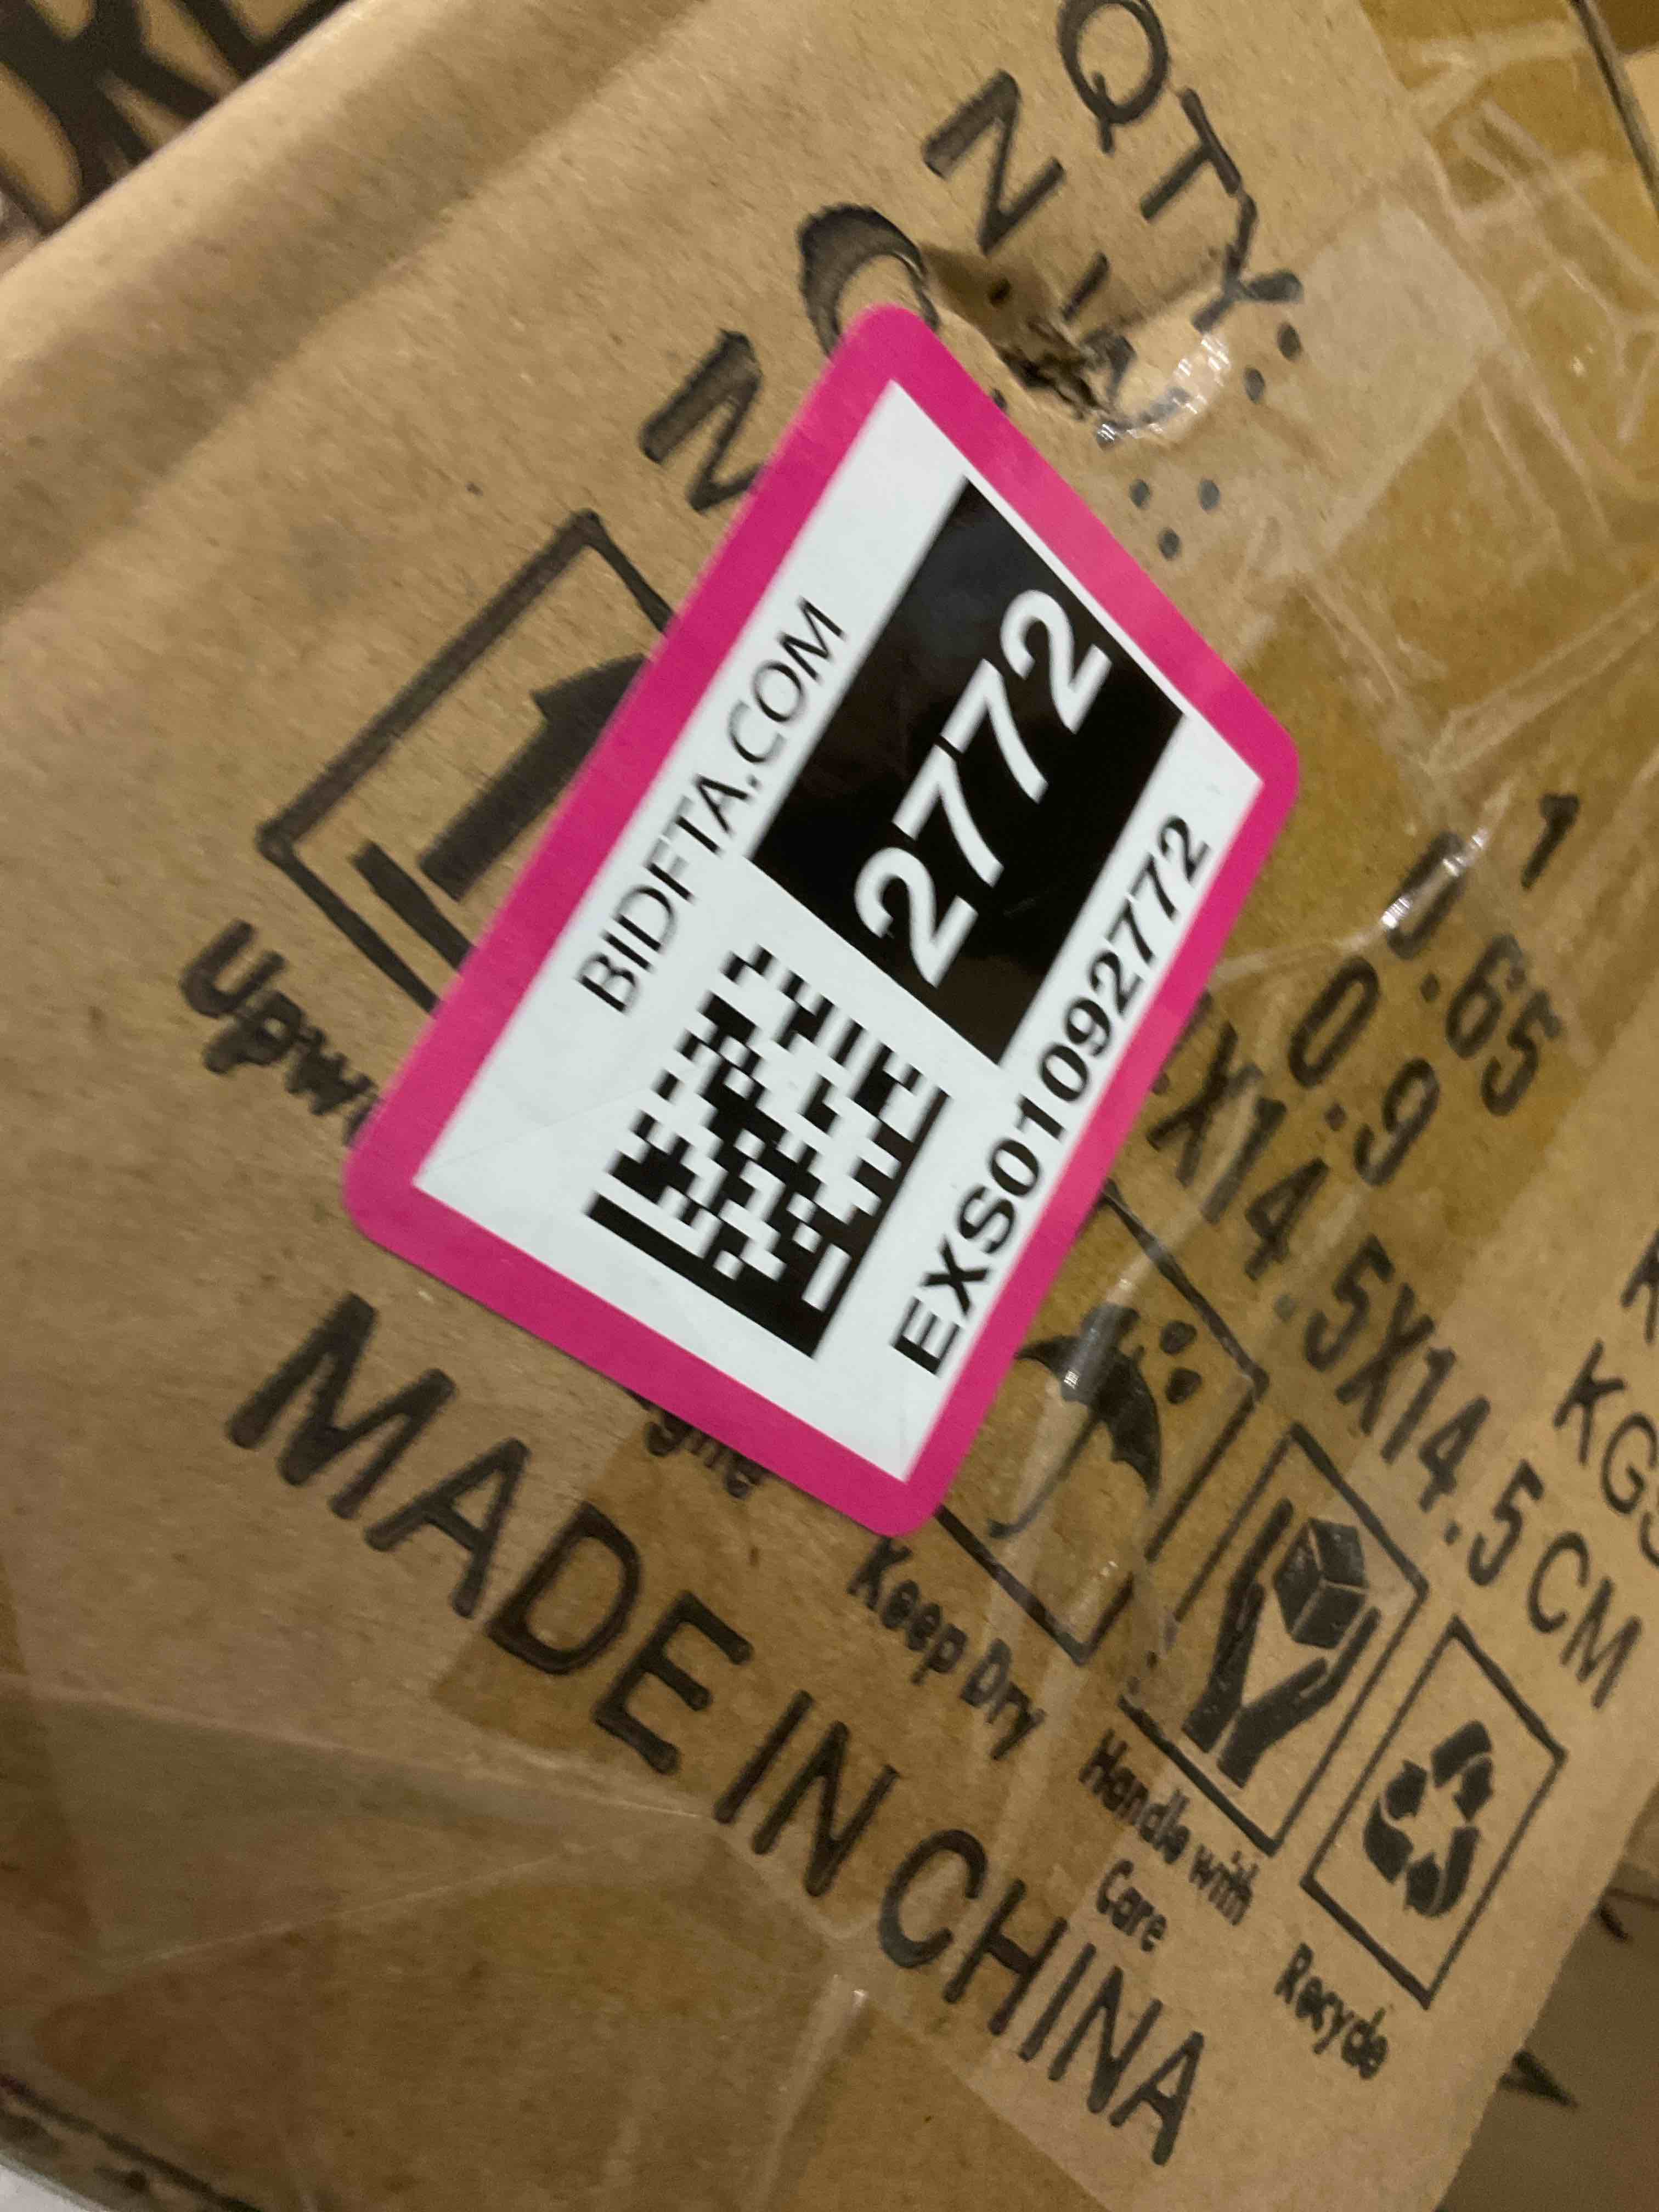 BIDFTA.COM
2772
EXS01092772
QTY.:
1
0.65
0.9
X14.5X14.5CM
Keep Dry
Handle with
Care
Recycle
MADE IN CHINA